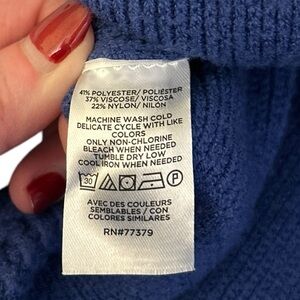 41% POLYESTER/ POLIÉSTER
37% VISCOSE/ VISCOSA
22% NYLON/ NILÓN
MACHINE WASH COLD
DELICATE CYCLE WITH LIKE
COLORS
ONLY NON-CHLORINE
BLEACH WHEN NEEDED
TUMBLE DRY LOW
COOL IRON WHEN NEEDED
30 P
AVEC DES COULEURS
SEMBLABLES / CON
COLORES SIMILARES
RN#77379